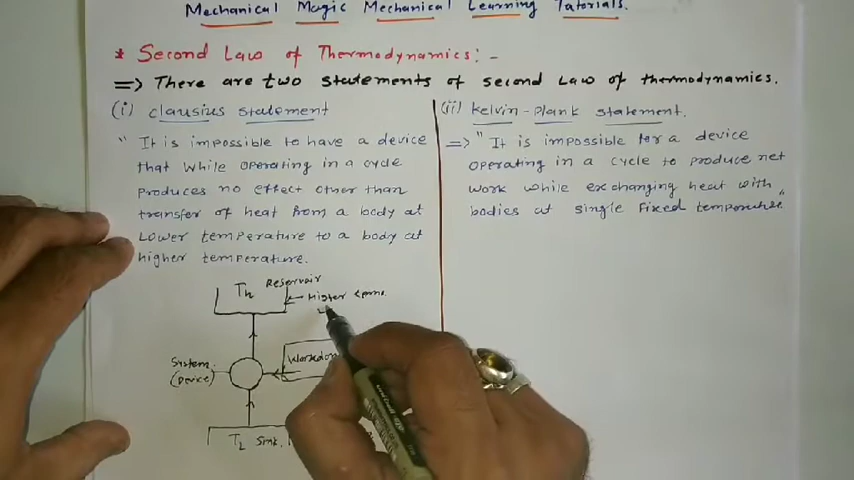 Mechanical Magic Mechanical Learning Tutorials.
* Second Law of Thermodynamics:-
=> There are two statements of second Law of thermodynamics.
(i) clausius statement
" It is impossible to have a device
that while operating in a cycle
produces no effect other than
transfer of heat from a body at
Lower temperature to a body at
higher temperature.
Th Reservoir
Higher temp.
System
(Device)
Workdon
TL Sink
(ii) kelvin-plank statement.
=> " It is impossible for a device
operating in a cycle to produce net
work while exchanging heat with
bodies at single fixed temperature."